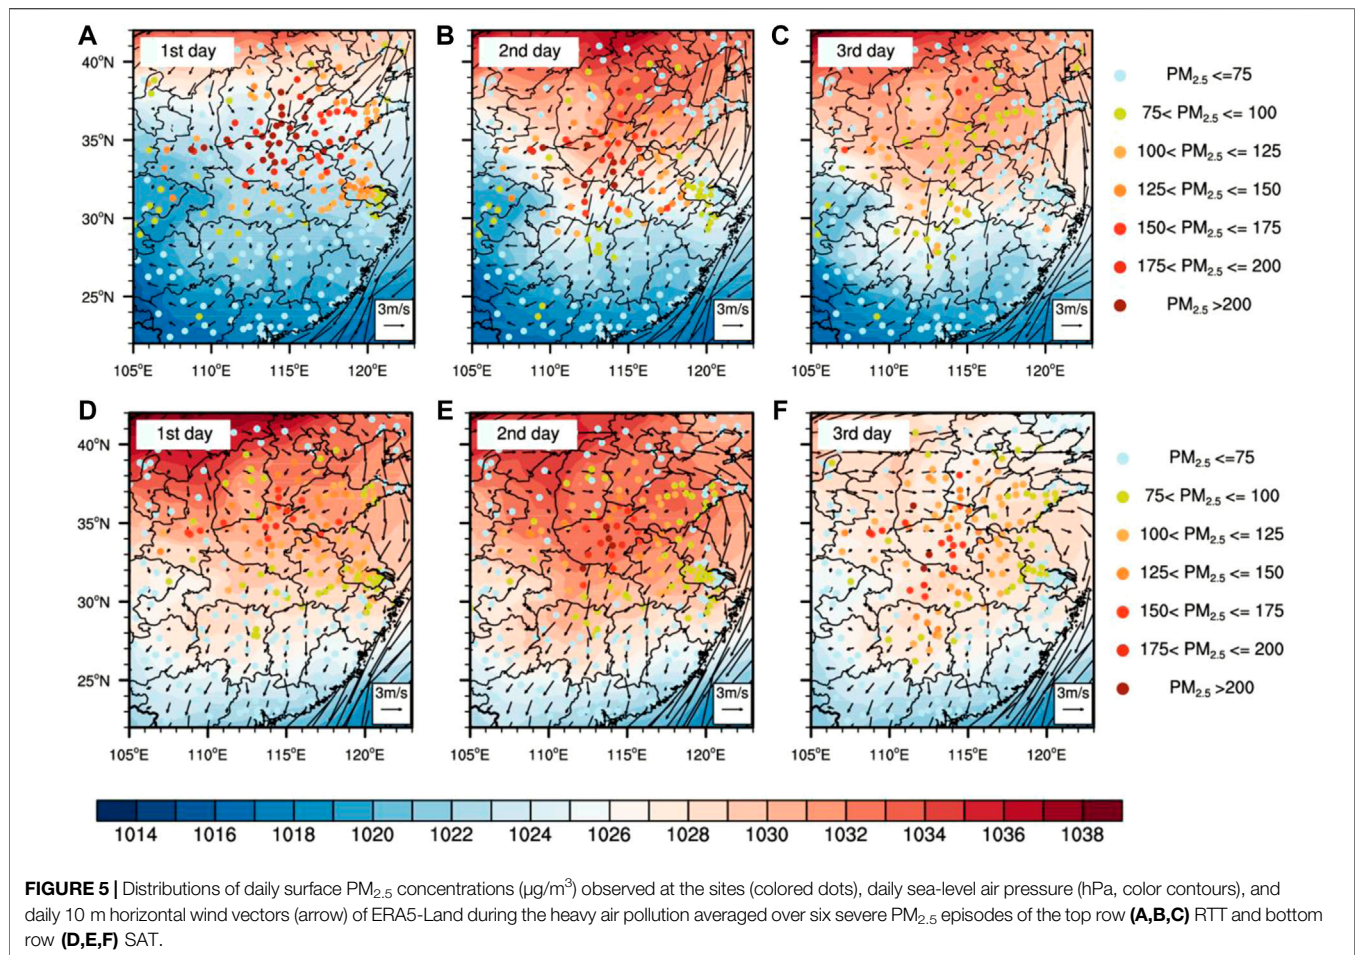 A
B
C
1st day
2nd day
3rd day
40°N
35°N
30°N
25°N
3m/s
3m/s
3m/s
105°E 110°E 115°E 120°E
105°E 110°E 115°E 120°E
105°E 110°E 115°E 120°E
PM2.5 <=75
75< PM2.5 <= 100
100< PM2.5 <= 125
125< PM2.5 <= 150
150< PM2.5 <= 175
175< PM2.5 <= 200
PM2.5 >200
D
E
F
1st day
2nd day
3rd day
40°N
35°N
30°N
25°N
3m/s
3m/s
3m/s
105°E 110°E 115°E 120°E
105°E 110°E 115°E 120°E
105°E 110°E 115°E 120°E
PM2.5 <=75
75< PM2.5 <= 100
100< PM2.5 <= 125
125< PM2.5 <= 150
150< PM2.5 <= 175
175< PM2.5 <= 200
PM2.5 >200
1014 1016 1018 1020 1022 1024 1026 1028 1030 1032 1034 1036 1038
FIGURE 5 | Distributions of daily surface PM2.5 concentrations (μg/m3) observed at the sites (colored dots), daily sea-level air pressure (hPa, color contours), and
daily 10 m horizontal wind vectors (arrow) of ERA5-Land during the heavy air pollution averaged over six severe PM2.5 episodes of the top row (A,B,C) RTT and bottom
row (D,E,F) SAT.